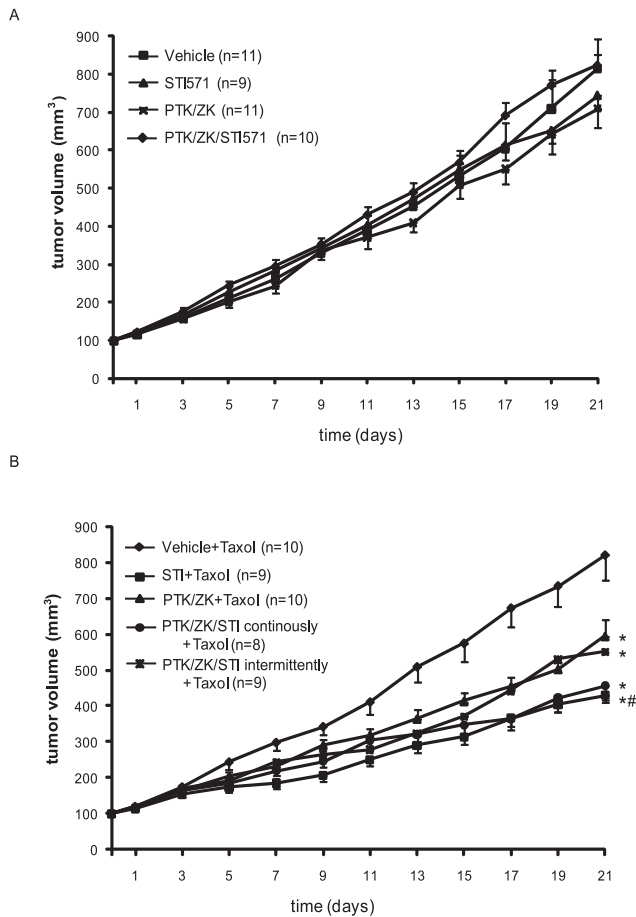 A
Vehicle (n=11)
STI571 (n=9)
PTK/ZK (n=11)
PTK/ZK/STI571 (n=10)
tumor volume (mm³)
900
800
700
600
500
400
300
200
100
0
1 3 5 7 9 11 13 15 17 19 21
time (days)
B
Vehicle+Taxol (n=10)
STI+Taxol (n=9)
PTK/ZK+Taxol (n=10)
PTK/ZK/STI continously
+Taxol(n=8)
PTK/ZK/STI intermittently
+Taxol(n=9)
tumor volume (mm³)
900
800
700
600
500
400
300
200
100
0
*
*
*
*#
1 3 5 7 9 11 13 15 17 19 21
time (days)